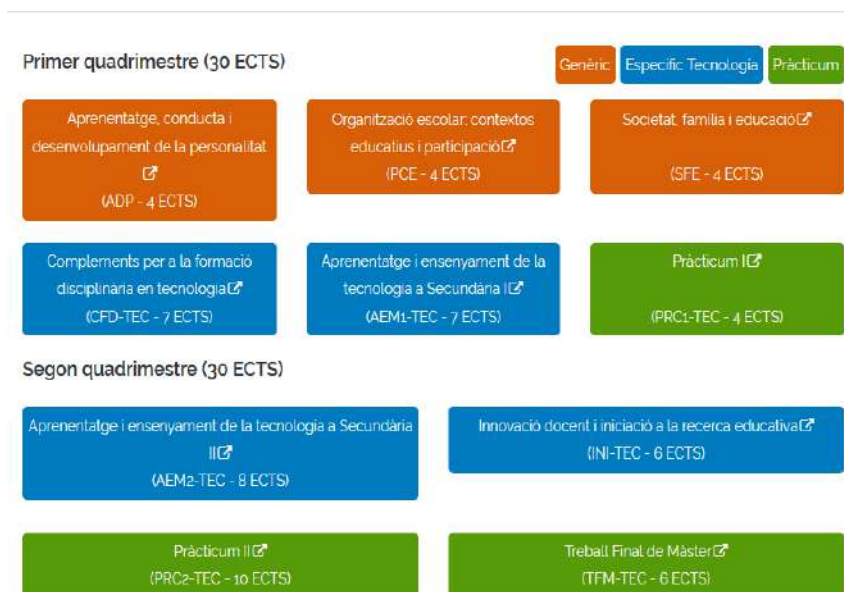 Primer quadrimestre (30 ECTS)
Genèric
Específic Tecnologia
Pràcticum
Aprenentatge, conducta i
desenvolupament de la personalitat
(ADP - 4 ECTS)
Organització escolar: contextos
educatius i participació
(PCE - 4 ECTS)
Societat, família i educació
(SFE - 4 ECTS)
Complements per a la formació
disciplinària en tecnologia
(CFD-TEC - 7 ECTS)
Aprenentatge i ensenyament de la
tecnologia a Secundària I
(AEM1-TEC - 7 ECTS)
Pràcticum I
(PRC1-TEC - 4 ECTS)
Segon quadrimestre (30 ECTS)
Aprenentatge i ensenyament de la tecnologia a Secundària
II
(AEM2-TEC - 8 ECTS)
Innovació docent i iniciació a la recerca educativa
(INI-TEC - 6 ECTS)
Pràcticum II
(PRC2-TEC - 10 ECTS)
Treball Final de Màster
(TFM-TEC - 6 ECTS)